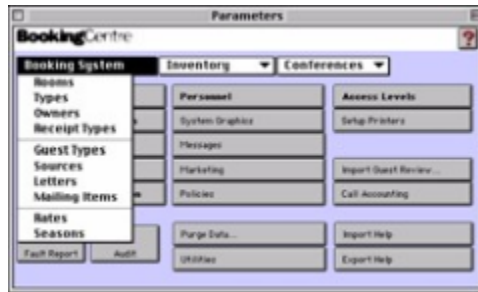 Parameters
BookingCentre
?
Booking System
Inventory
Conferences
Rooms
Types
Owners
Receipt Types
Guest Types
Sources
Letters
Mailing Items
Rates
Seasons
Personnel
Access Levels
System Graphics
Setup Printers
Messages
Marketing
Import Guest Review...
Policies
Call Accounting
Purge Data...
Import Help
Fault Report
Audit
Utilities
Export Help